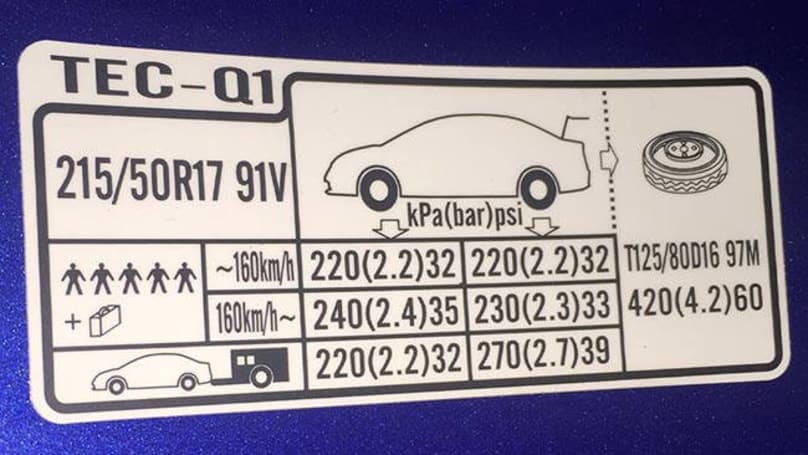 TEC-Q1
215/50R17 91V
kPa(bar)psi
~160km/h 220(2.2)32 220(2.2)32 T125/80D16 97M
+ 160km/h~ 240(2.4)35 230(2.3)33 420(4.2)60
220(2.2)32 270(2.7)39